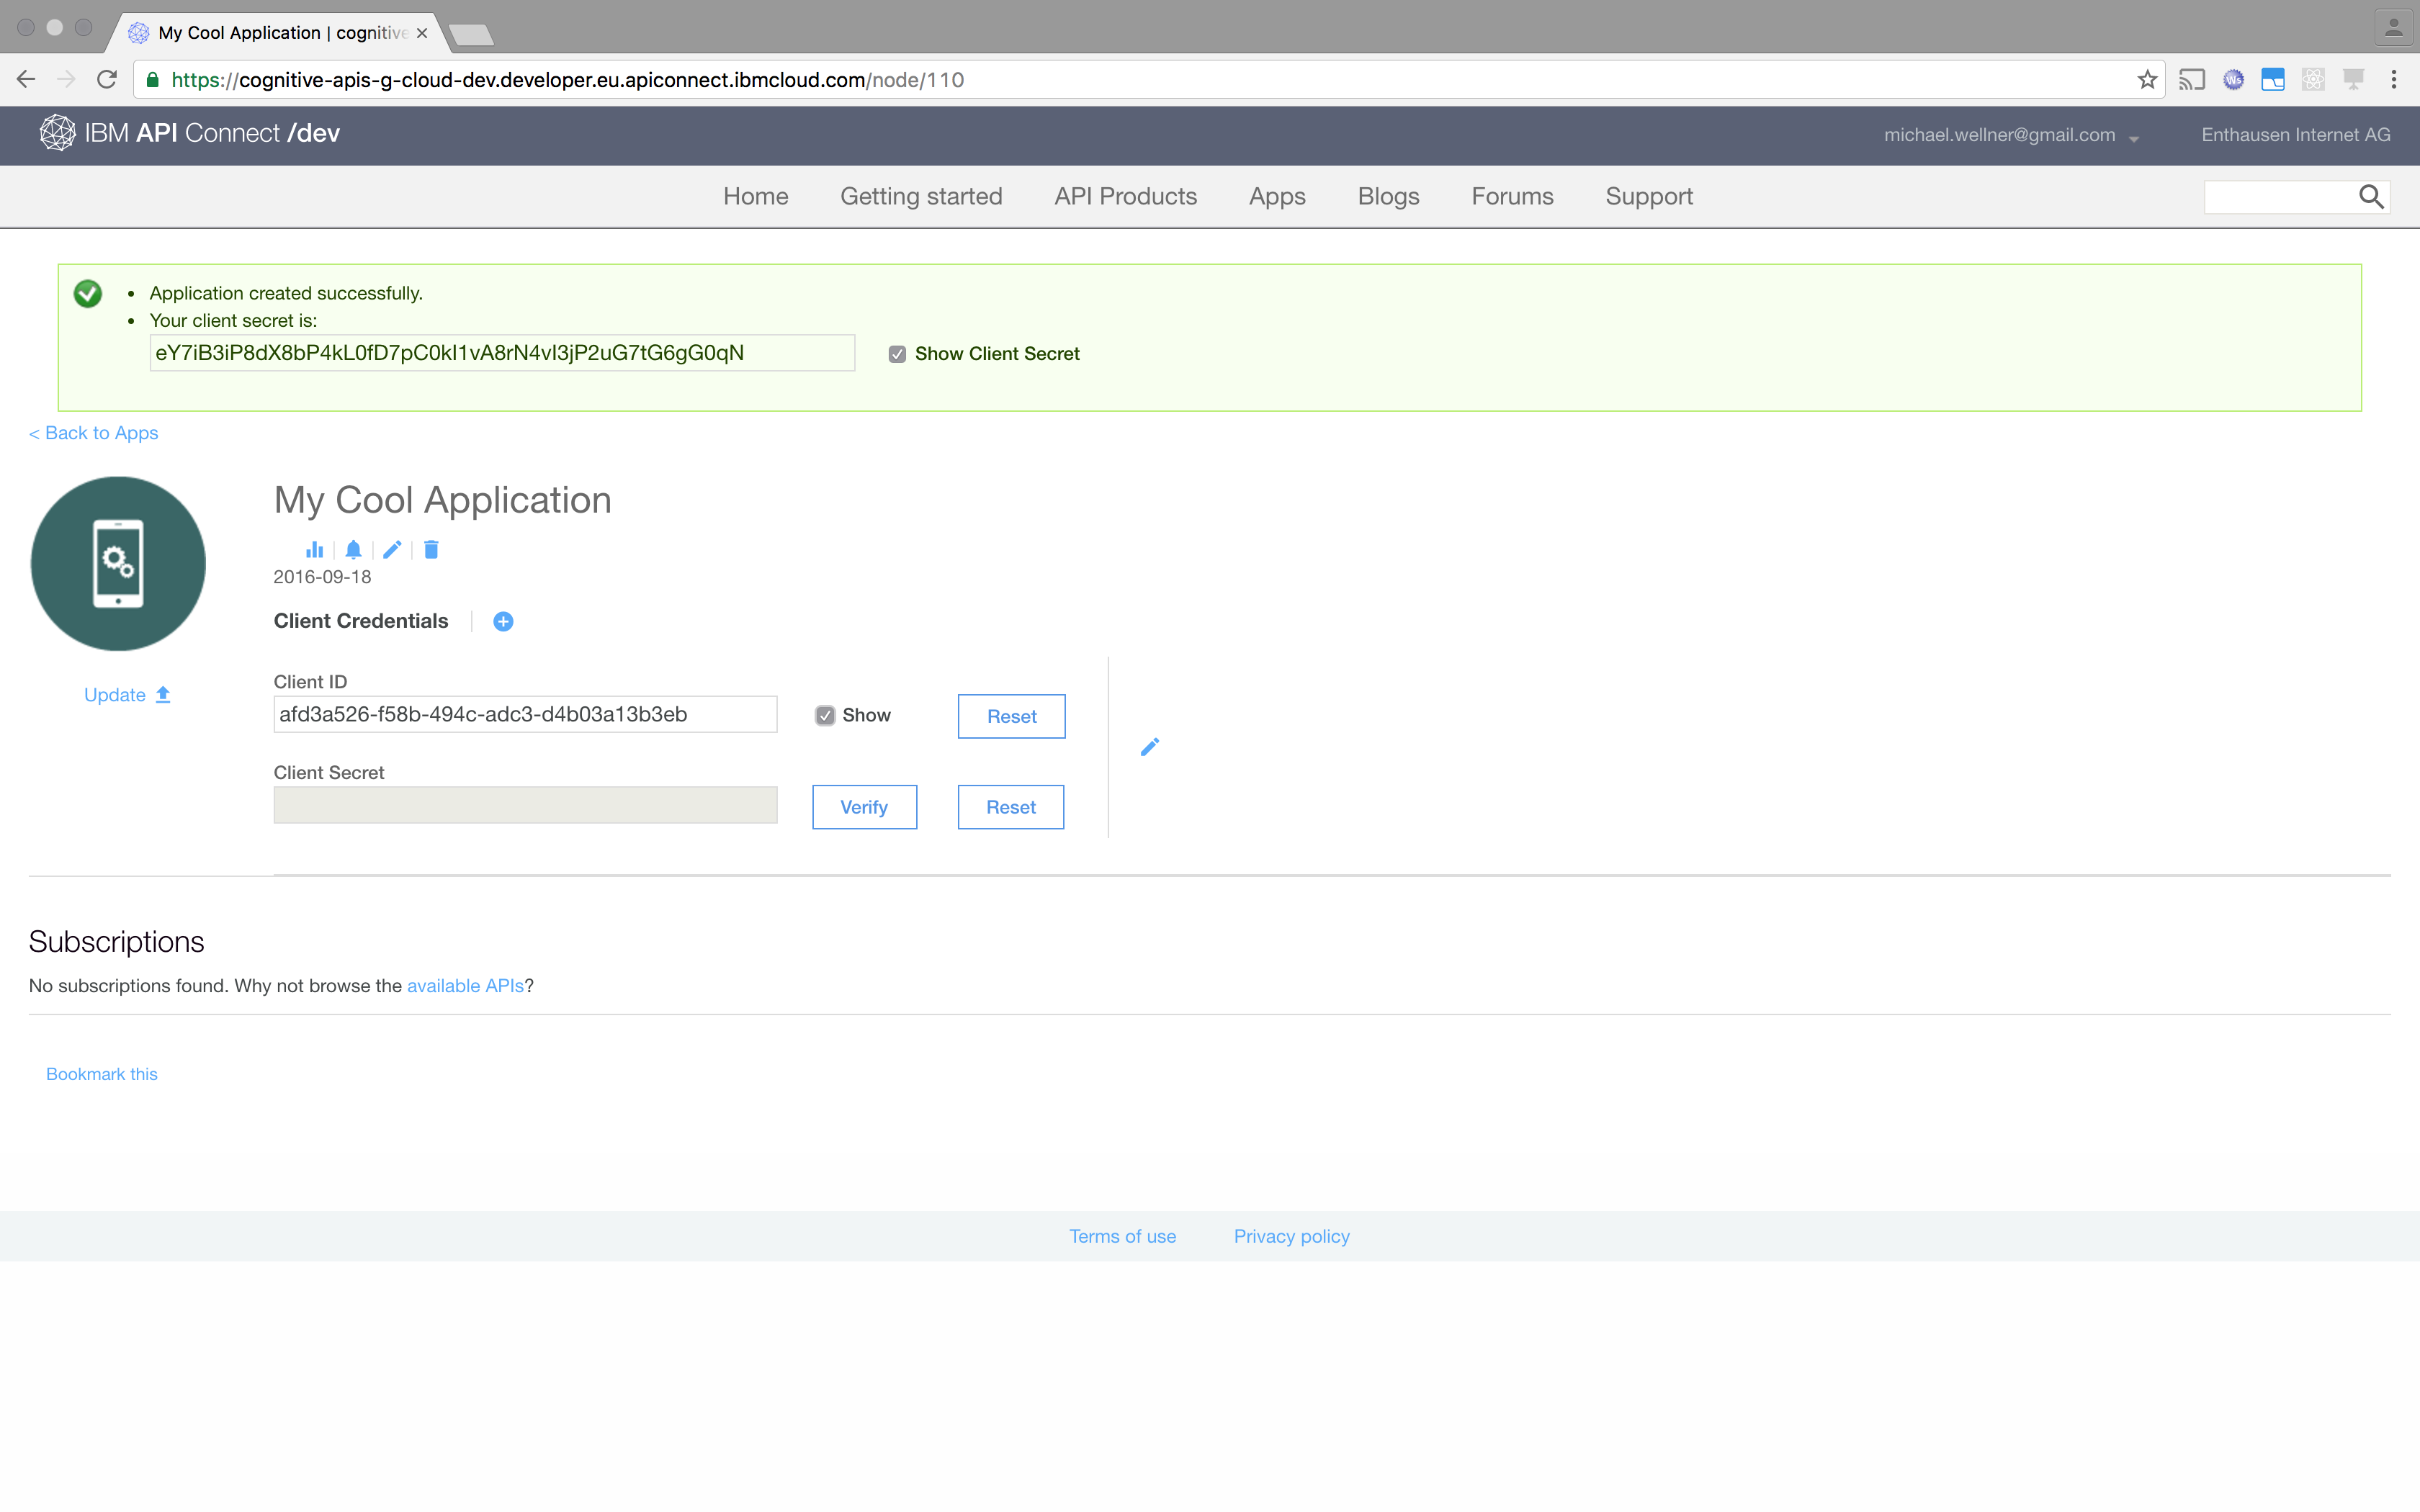 My Cool Application | cognitive
https://cognitive-apis-g-cloud-dev.developer.eu.apiconnect.ibmcloud.com/node/110
IBM API Connect /dev
michael.wellner@gmail.com
Enthausen Internet AG
Home Getting started API Products Apps Blogs Forums Support
Application created successfully.
Your client secret is:
eY7iB3iP8dX8bP4kL0fD7pC0kI1vA8rN4vI3jP2uG7tG6gG0qN
Show Client Secret
< Back to Apps
My Cool Application
2016-09-18
Client Credentials
Update
Client ID
afd3a526-f58b-494c-adc3-d4b03a13b3eb
Show
Reset
Client Secret
Verify
Reset
Subscriptions
No subscriptions found. Why not browse the available APIs?
Bookmark this
Terms of use Privacy policy